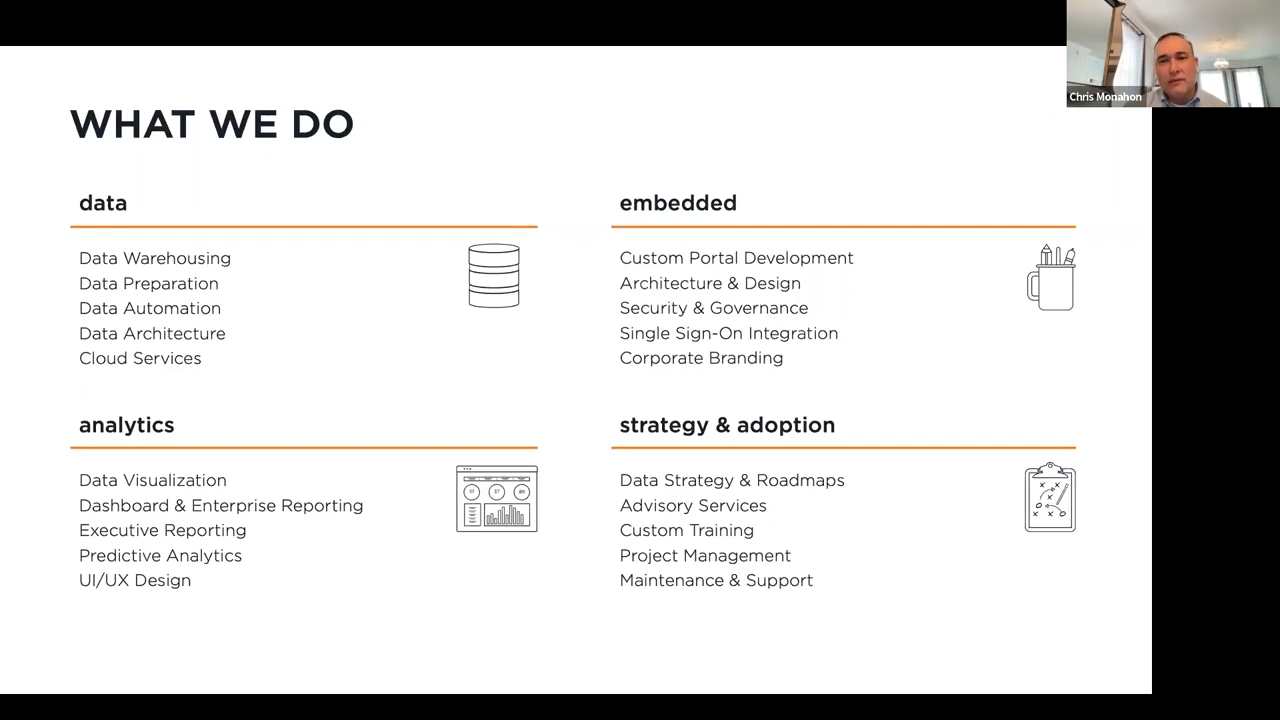 Chris Monahon
WHAT WE DO
data
Data Warehousing
Data Preparation
Data Automation
Data Architecture
Cloud Services
embedded
Custom Portal Development
Architecture & Design
Security & Governance
Single Sign-On Integration
Corporate Branding
analytics
Data Visualization
Dashboard & Enterprise Reporting
Executive Reporting
Predictive Analytics
UI/UX Design
strategy & adoption
Data Strategy & Roadmaps
Advisory Services
Custom Training
Project Management
Maintenance & Support